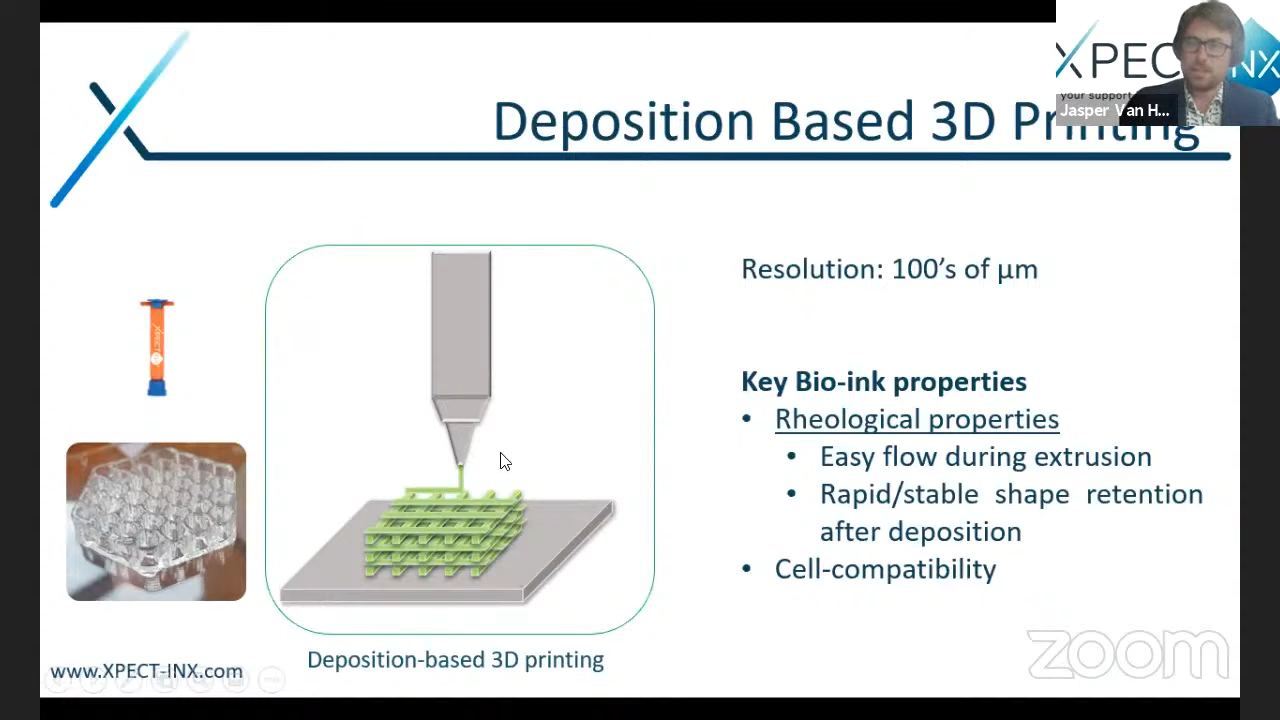 XPECT-INX
your support
Jasper Van H...
Deposition Based 3D Printing
Resolution: 100's of µm
Key Bio-ink properties
• Rheological properties
• Easy flow during extrusion
• Rapid/stable shape retention
after deposition
• Cell-compatibility
XPECT
Deposition-based 3D printing
www.XPECT-INX.com
zoom